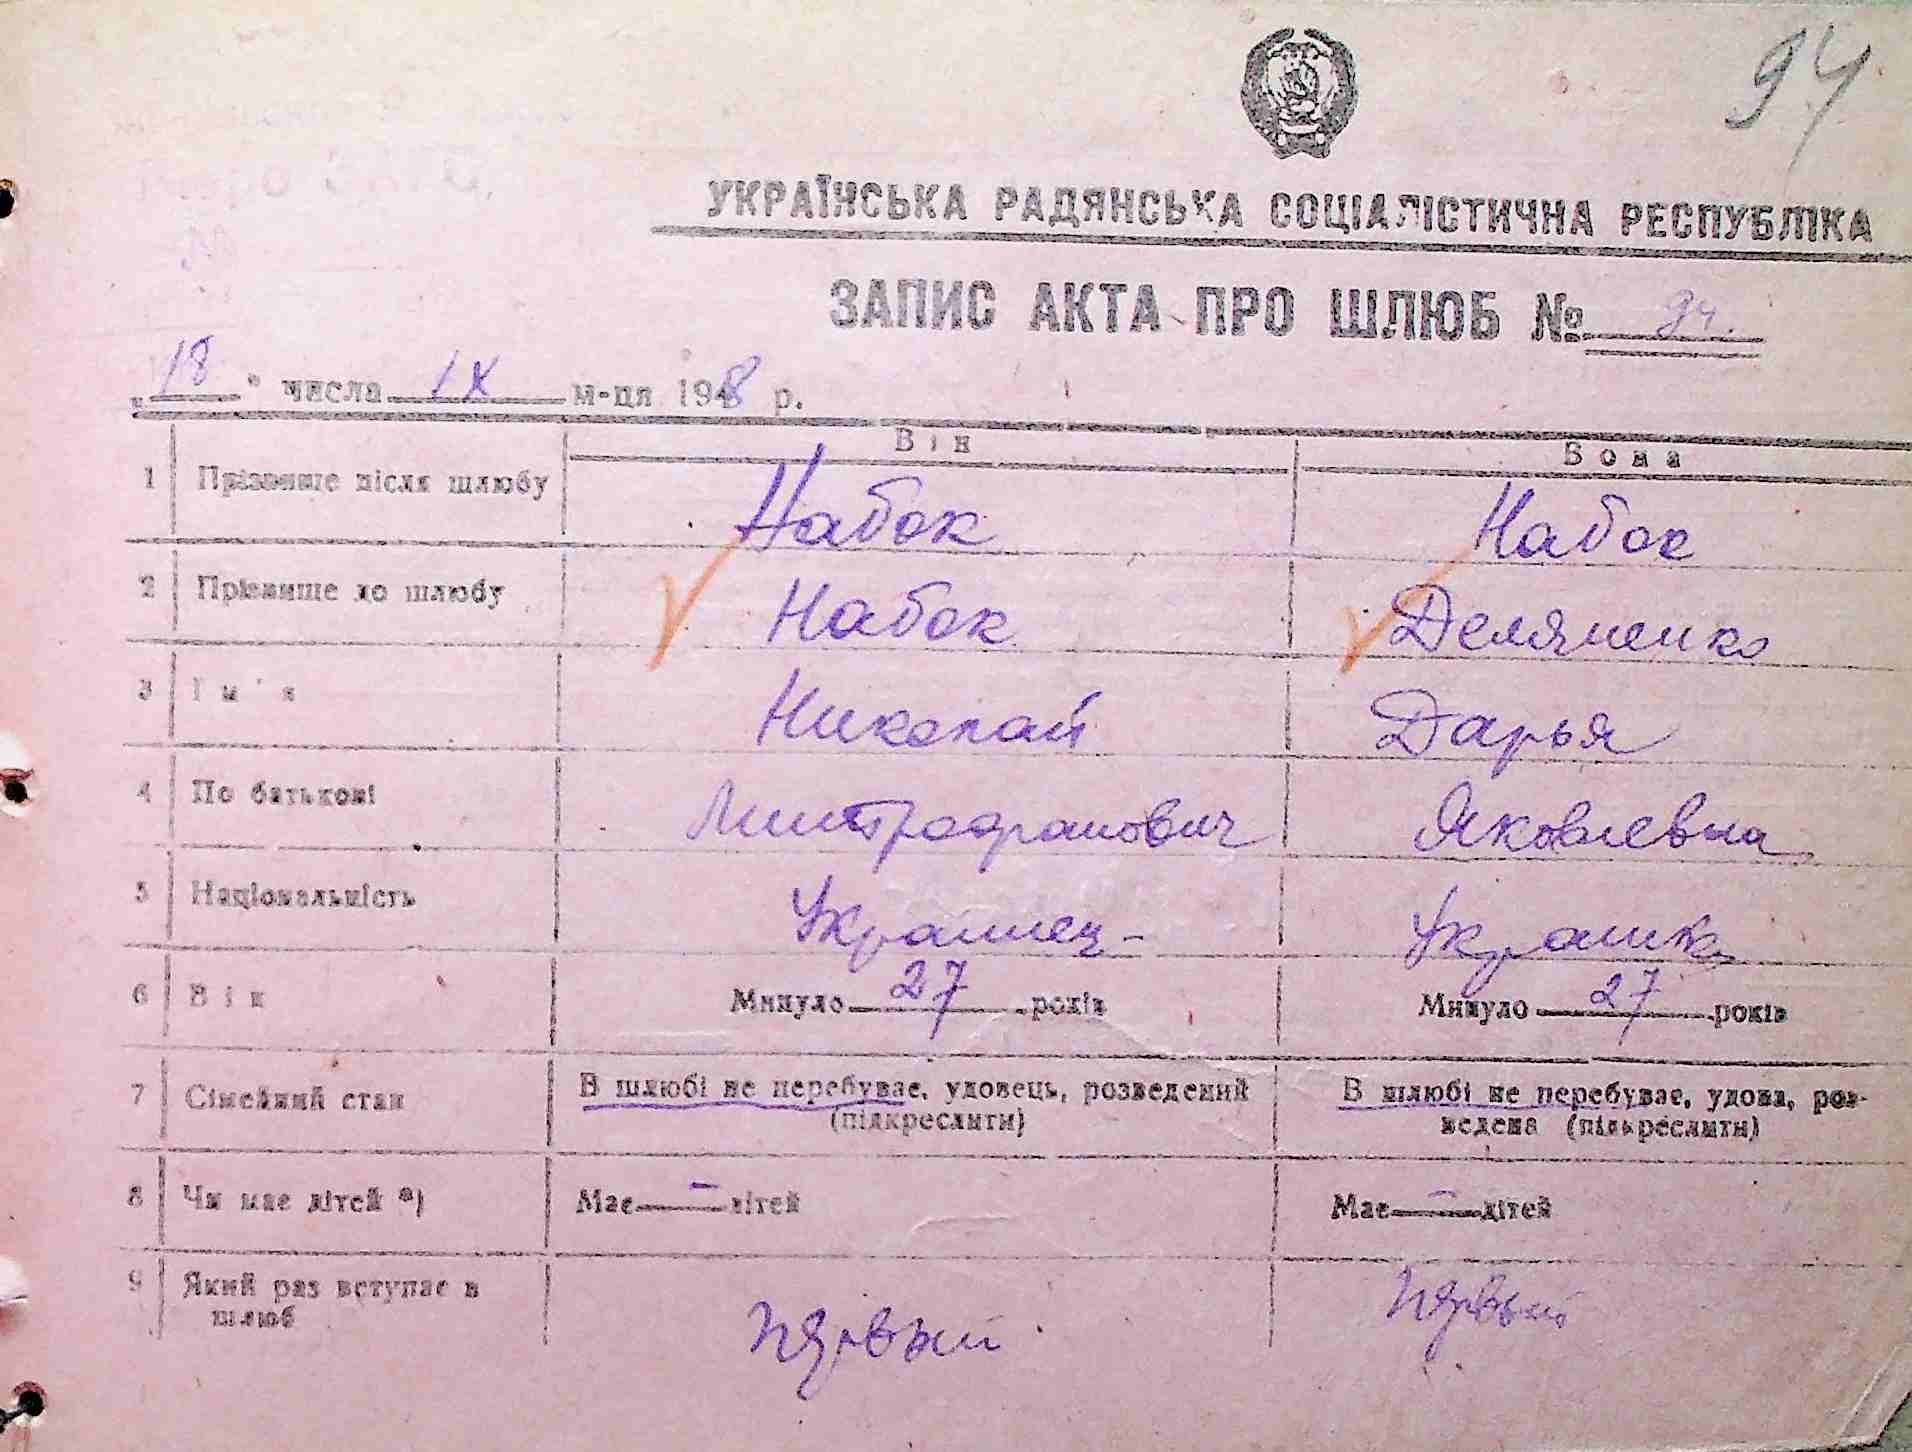 94
УКРАЇНСЬКА РАДЯНСЬКА СОЦІАЛІСТИЧНА РЕСПУБЛІКА
ЗАПИС АКТА ПРО ШЛЮБ № 94.
„18" числа IX м-ця 1948 р.
Він Вона
1 Прізвище після шлюбу Набок Набок
2 Прізвище до шлюбу Набок Деляненко
3 Ім'я Николай Дарья
4 По батькові Митрофанович Яковлевна
5 Національність Украинец Украинк
6 Вік Минуло 27 років Минуло 27 років
7 Сімейний стан В шлюбі не перебуває, удовець, розведений (підкреслити) В шлюбі не перебуває, удова, роз-
ведена (підкреслити)
8 Чи має дітей *) Має — дітей Має — дітей
9 Який раз вступає в шлюб первый первый